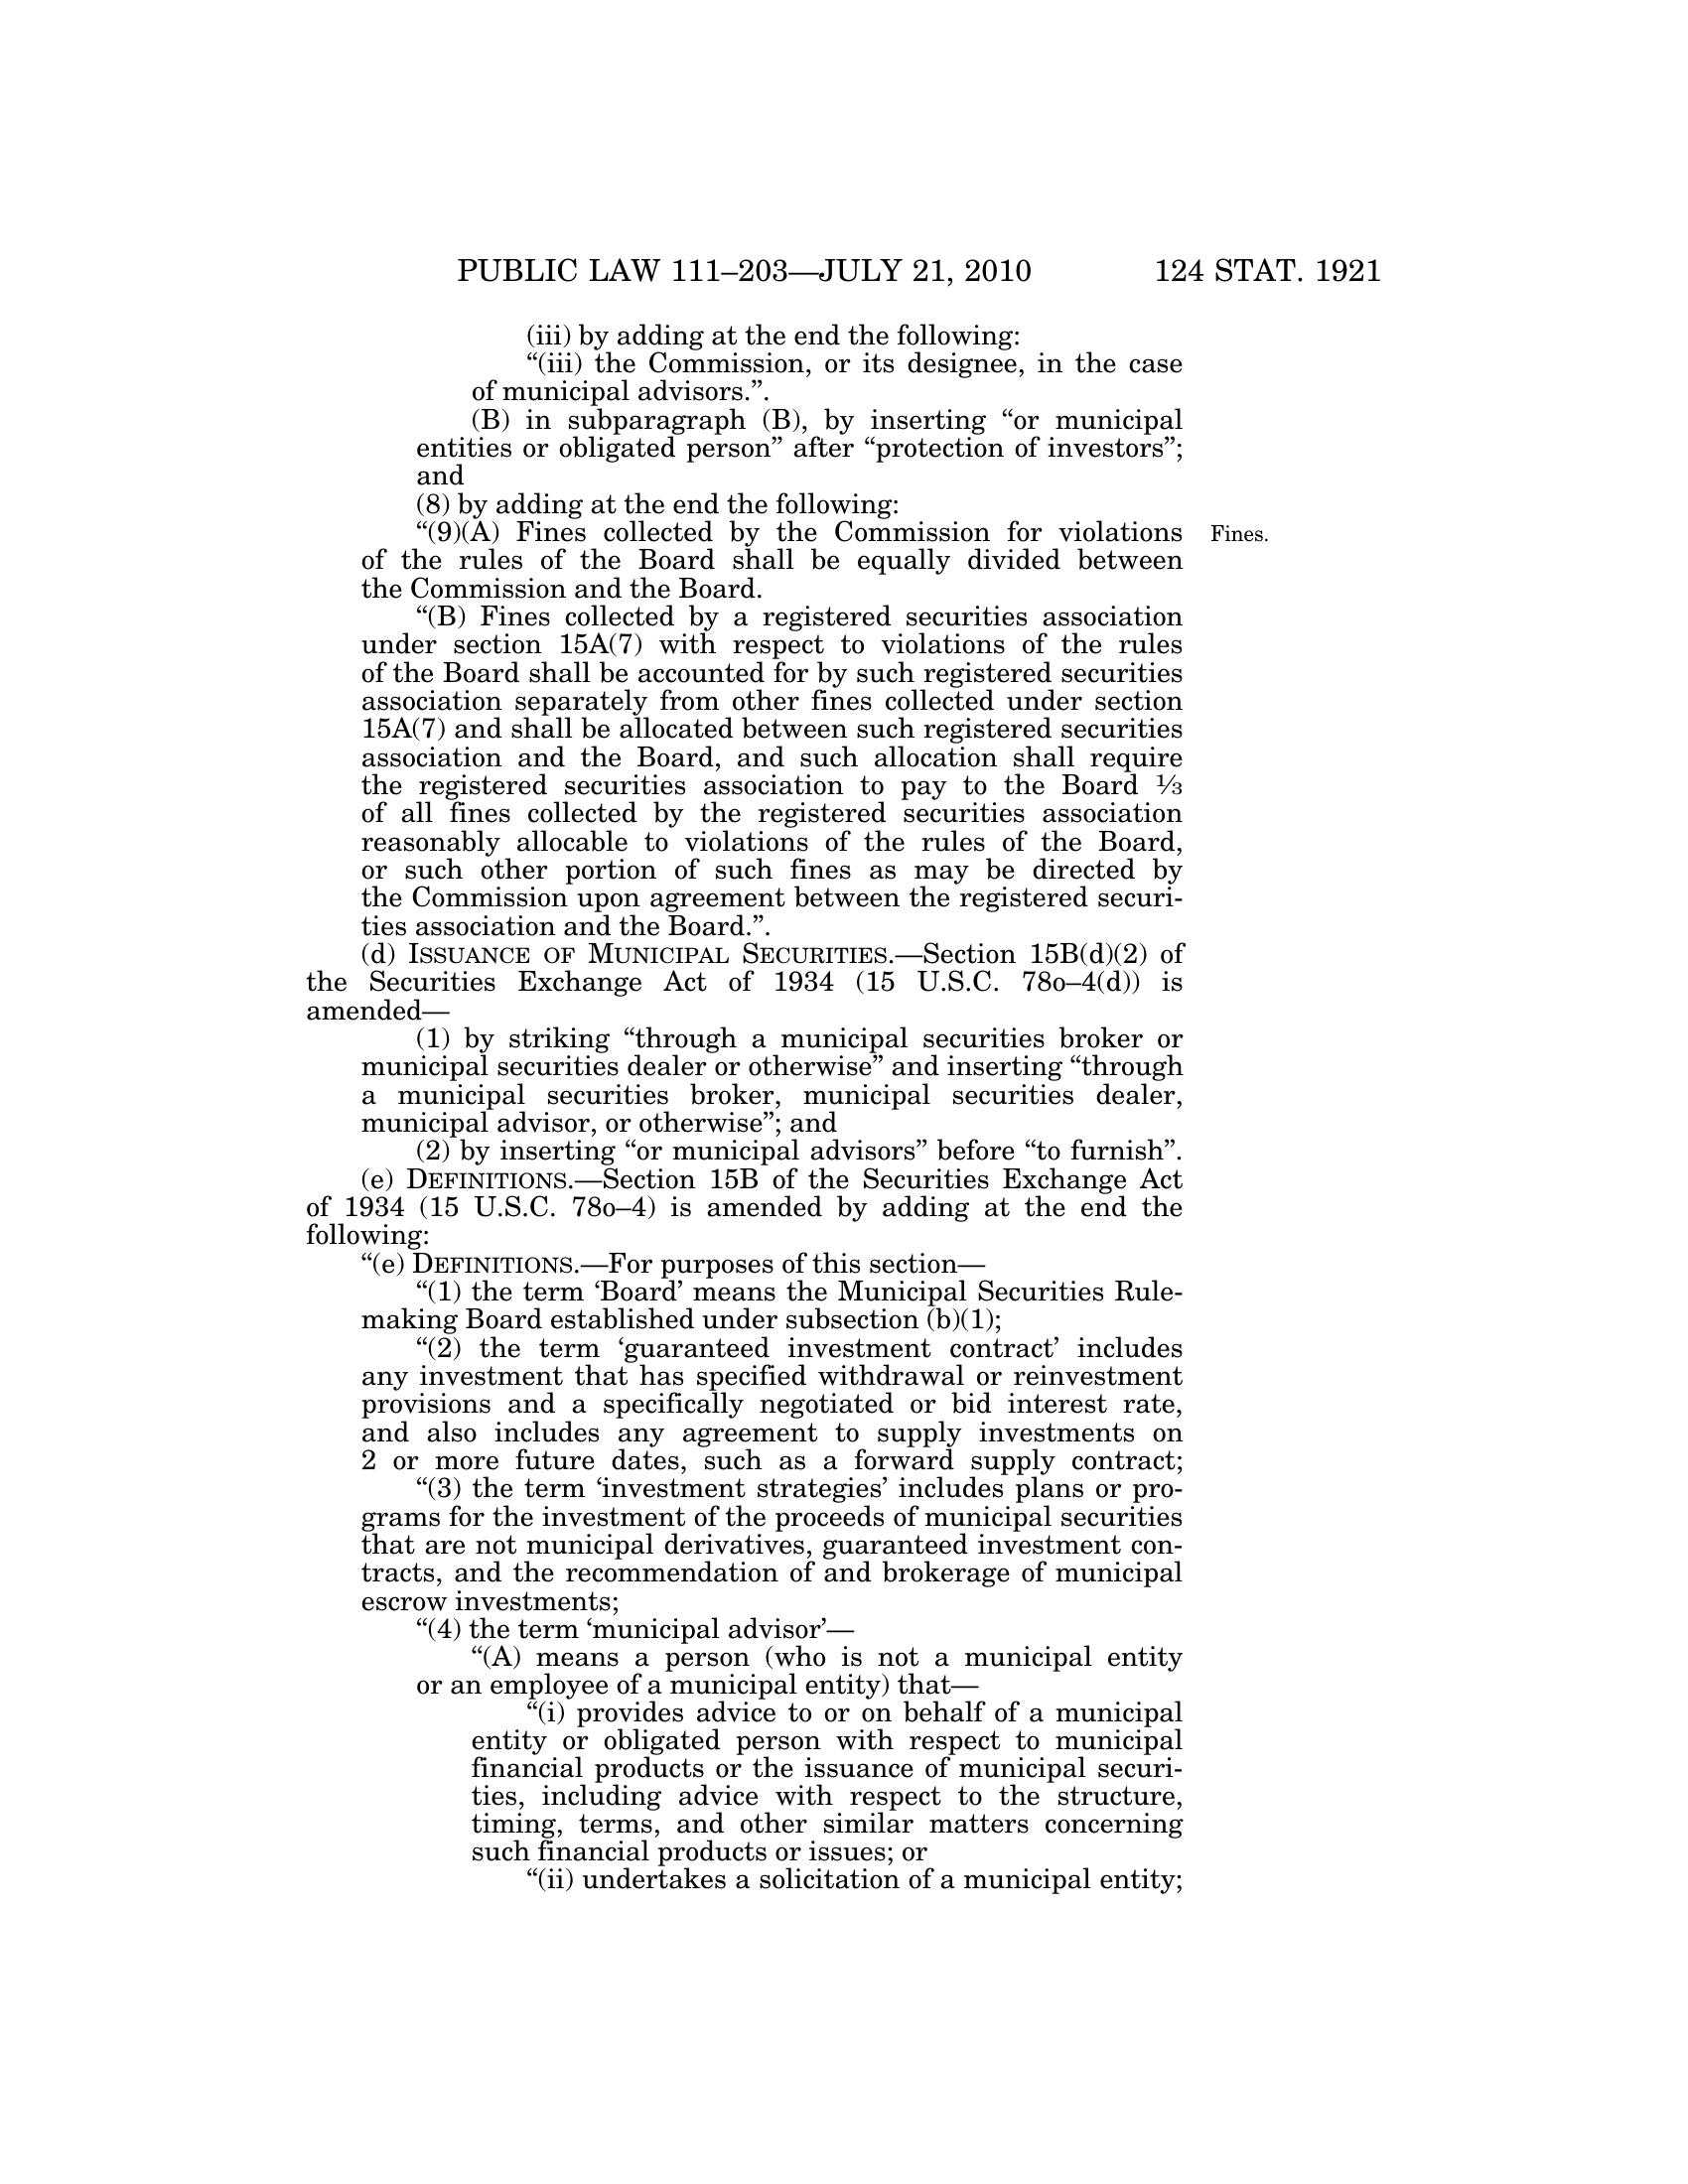 PUBLIC LAW 111–203—JULY 21, 2010 124 STAT. 1921
(iii) by adding at the end the following:
“(iii) the Commission, or its designee, in the case
of municipal advisors.”.
(B) in subparagraph (B), by inserting “or municipal
entities or obligated person” after “protection of investors”;
and
(8) by adding at the end the following:
“(9)(A) Fines collected by the Commission for violations
Fines.
of the rules of the Board shall be equally divided between
the Commission and the Board.
“(B) Fines collected by a registered securities association
under section 15A(7) with respect to violations of the rules
of the Board shall be accounted for by such registered securities
association separately from other fines collected under section
15A(7) and shall be allocated between such registered securities
association and the Board, and such allocation shall require
the registered securities association to pay to the Board ⅓
of all fines collected by the registered securities association
reasonably allocable to violations of the rules of the Board,
or such other portion of such fines as may be directed by
the Commission upon agreement between the registered securi-
ties association and the Board.”.
(d) ISSUANCE OF MUNICIPAL SECURITIES.—Section 15B(d)(2) of
the Securities Exchange Act of 1934 (15 U.S.C. 78o–4(d)) is
amended—
(1) by striking “through a municipal securities broker or
municipal securities dealer or otherwise” and inserting “through
a municipal securities broker, municipal securities dealer,
municipal advisor, or otherwise”; and
(2) by inserting “or municipal advisors” before “to furnish”.
(e) DEFINITIONS.—Section 15B of the Securities Exchange Act
of 1934 (15 U.S.C. 78o–4) is amended by adding at the end the
following:
“(e) DEFINITIONS.—For purposes of this section—
“(1) the term ‘Board’ means the Municipal Securities Rule-
making Board established under subsection (b)(1);
“(2) the term ‘guaranteed investment contract’ includes
any investment that has specified withdrawal or reinvestment
provisions and a specifically negotiated or bid interest rate,
and also includes any agreement to supply investments on
2 or more future dates, such as a forward supply contract;
“(3) the term ‘investment strategies’ includes plans or pro-
grams for the investment of the proceeds of municipal securities
that are not municipal derivatives, guaranteed investment con-
tracts, and the recommendation of and brokerage of municipal
escrow investments;
“(4) the term ‘municipal advisor’—
“(A) means a person (who is not a municipal entity
or an employee of a municipal entity) that—
“(i) provides advice to or on behalf of a municipal
entity or obligated person with respect to municipal
financial products or the issuance of municipal securi-
ties, including advice with respect to the structure,
timing, terms, and other similar matters concerning
such financial products or issues; or
“(ii) undertakes a solicitation of a municipal entity;